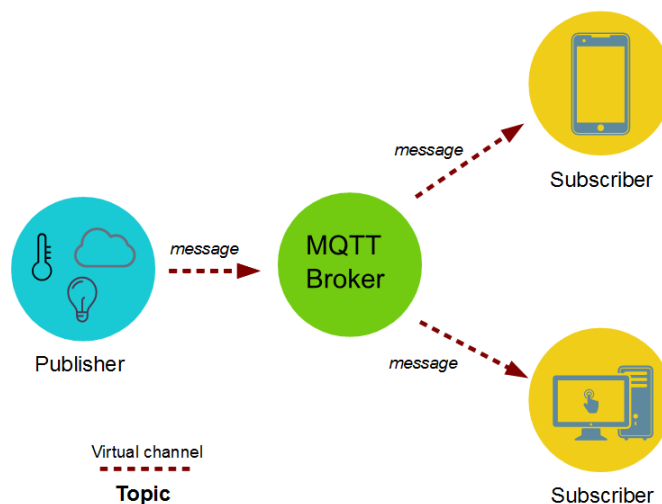 message
Subscriber
message
MQTT
Broker
Publisher
message
Virtual channel
Topic
Subscriber